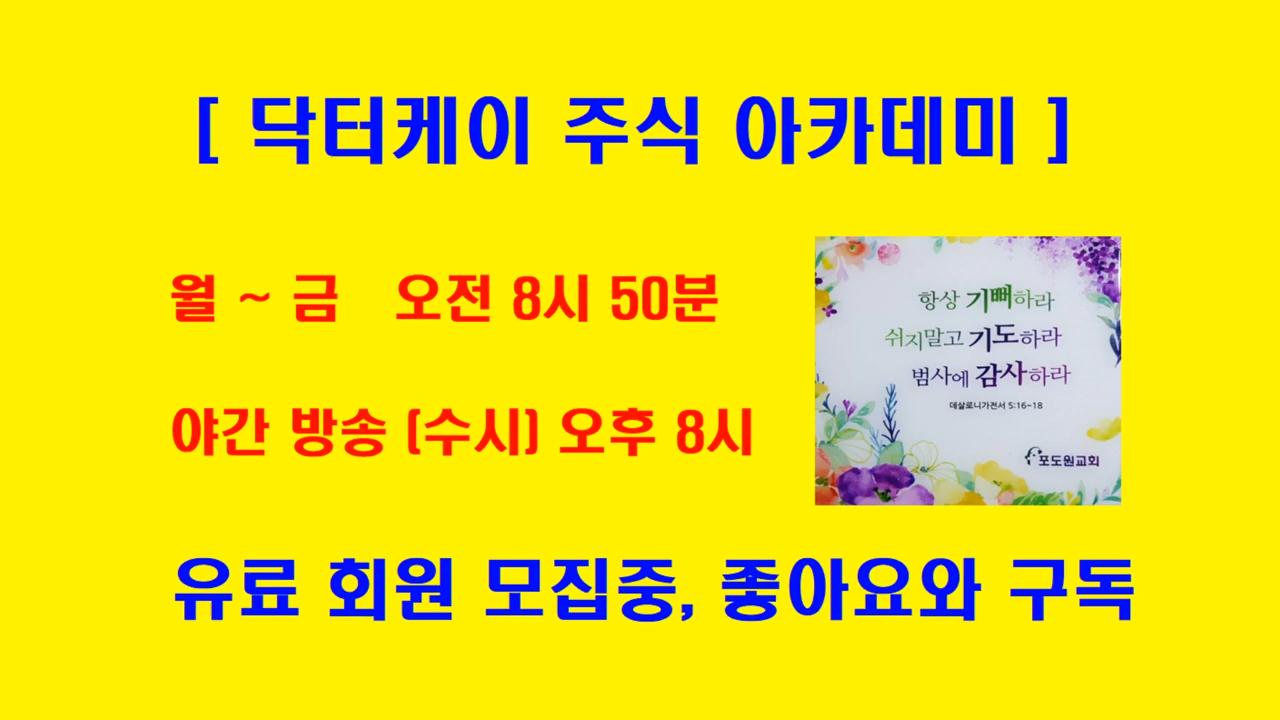 [ 닥터케이 주식 아카데미 ]
월 ~ 금 오전 8시 50분
야간 방송 (수시) 오후 8시
항상 기뻐하라
쉬지말고 기도하라
범사에 감사하라
데살로니가전서 5:16~18
포도원교회
유료 회원 모집중, 좋아요와 구독